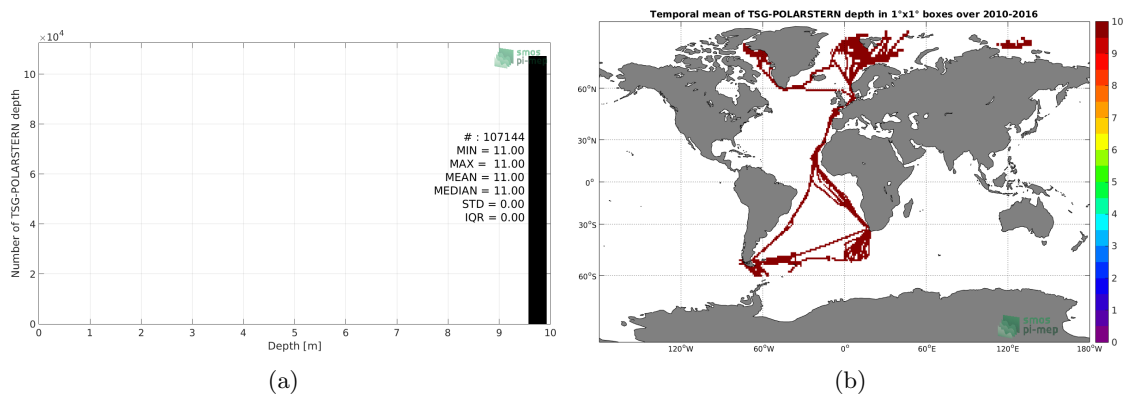 ×10⁴
smos
pi-mep
10
8
6
4
2
0
Number of TSG-POLARSTERN depth
# : 107144
MIN = 11.00
MAX = 11.00
MEAN = 11.00
MEDIAN = 11.00
STD = 0.00
IQR = 0.00
0 1 2 3 4 5 6 7 8 9 10
Depth [m]
(a)
Temporal mean of TSG-POLARSTERN depth in 1°x1° boxes over 2010-2016
60°N
30°N
0°
30°S
60°S
120°W 60°W 0° 60°E 120°E 180°W
smos
pi-mep
10
9
8
7
6
5
4
3
2
1
0
(b)